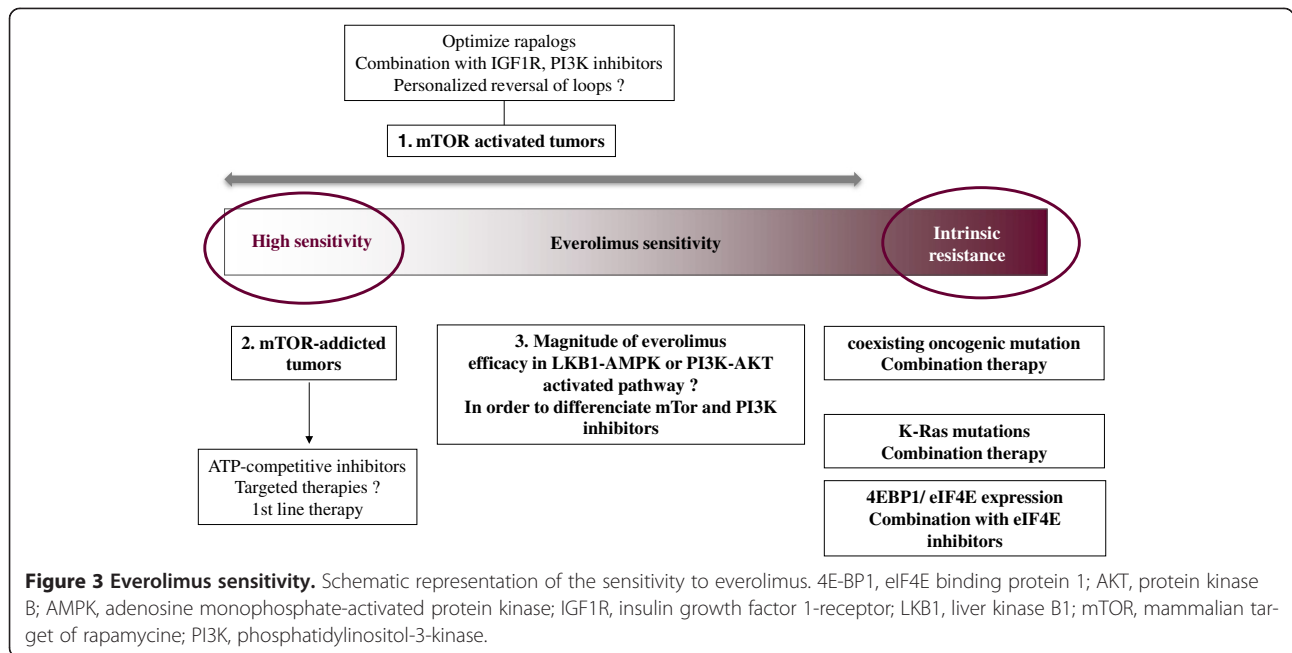 Optimize rapalogs
Combination with IGF1R, PI3K inhibitors
Personalized reversal of loops ?
1. mTOR activated tumors
High sensitivity
Everolimus sensitivity
Intrinsic
resistance
2. mTOR-addicted
tumors
ATP-competitive inhibitors
Targeted therapies ?
1st line therapy
3. Magnitude of everolimus
efficacy in LKB1-AMPK or PI3K-AKT
activated pathway ?
In order to differenciate mTor and PI3K
inhibitors
coexisting oncogenic mutation
Combination therapy
K-Ras mutations
Combination therapy
4EBP1/ eIF4E expression
Combination with eIF4E
inhibitors
Figure 3 Everolimus sensitivity. Schematic representation of the sensitivity to everolimus. 4E-BP1, eIF4E binding protein 1; AKT, protein kinase
B; AMPK, adenosine monophosphate-activated protein kinase; IGF1R, insulin growth factor 1-receptor; LKB1, liver kinase B1; mTOR, mammalian tar-
get of rapamycine; PI3K, phosphatidylinositol-3-kinase.